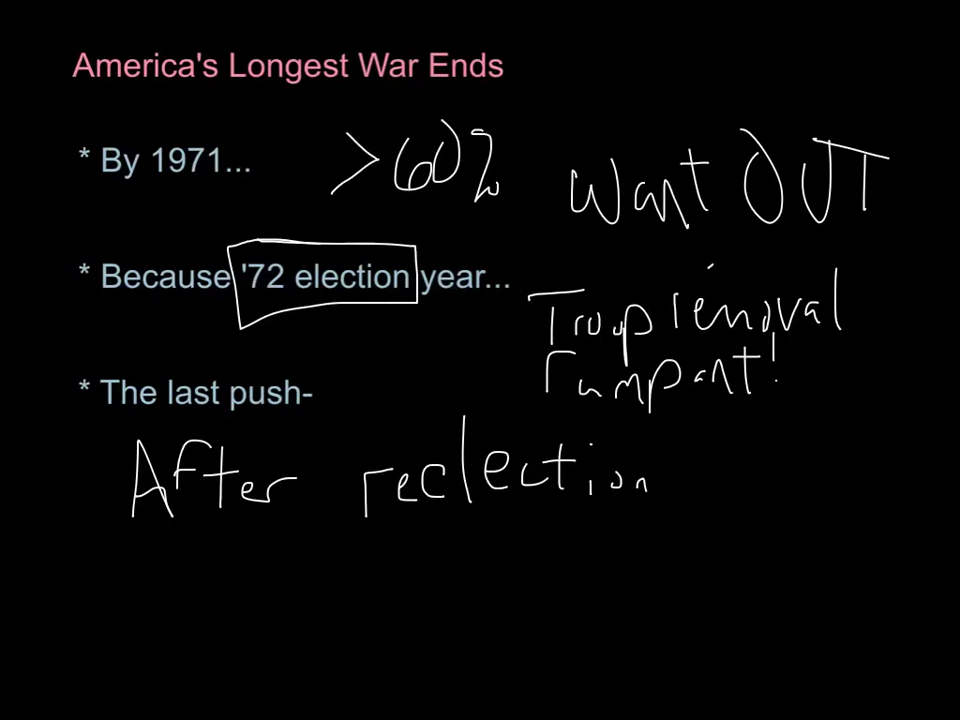 America's Longest War Ends
* By 1971... >60% want OUT
* Because '72 election year...
Troop removal
rampant!
* The last push-
After reelection